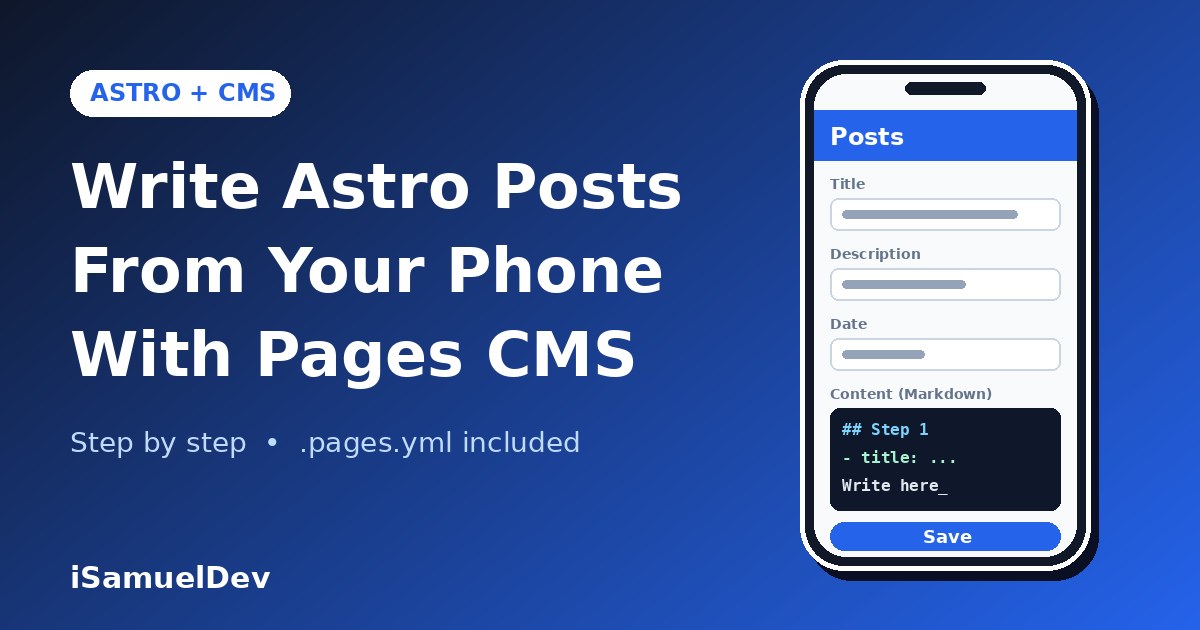 ASTRO + CMS
Write Astro Posts
From Your Phone
With Pages CMS
Step by step • .pages.yml included
iSamuelDev
Posts
Title
Description
Date
Content (Markdown)
## Step 1
- title: ...
Write here_
Save